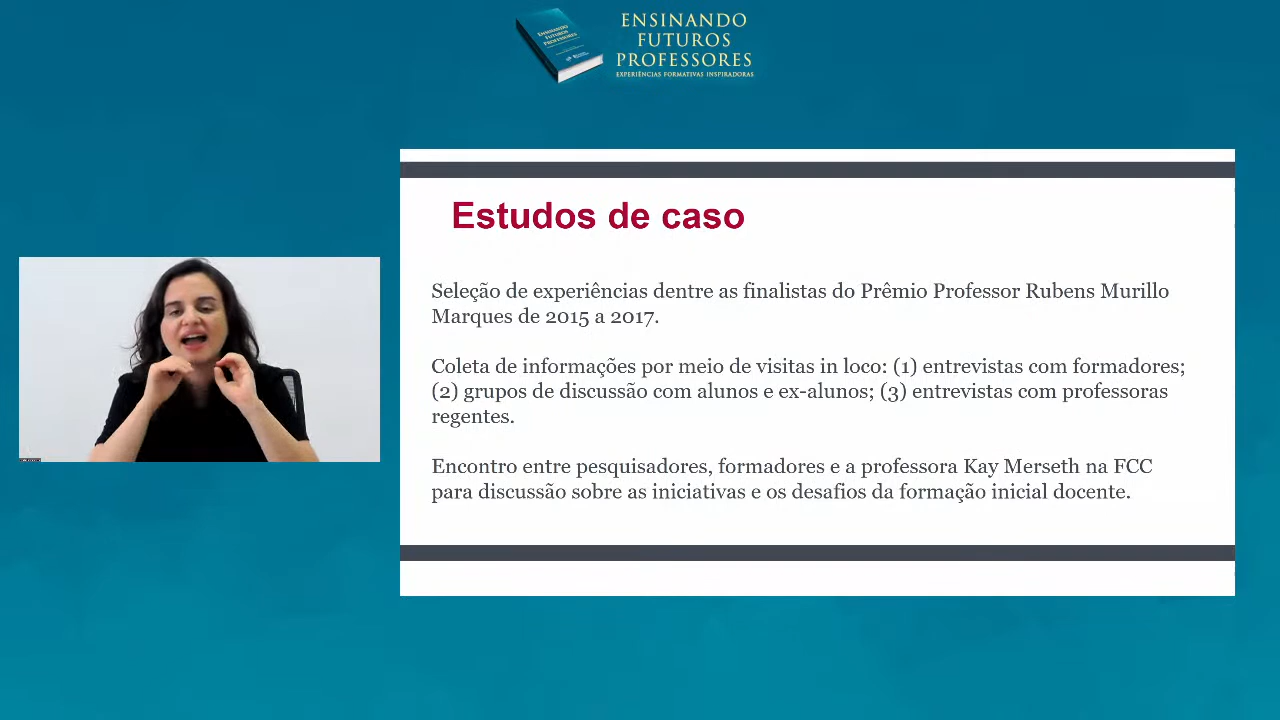 ENSINANDO
FUTUROS
PROFESSORES
ENSINANDO
FUTUROS
PROFESSORES
EXPERIÊNCIAS FORMATIVAS INSPIRADORAS
Estudos de caso
Seleção de experiências dentre as finalistas do Prêmio Professor Rubens Murillo
Marques de 2015 a 2017.
Coleta de informações por meio de visitas in loco: (1) entrevistas com formadores;
(2) grupos de discussão com alunos e ex-alunos; (3) entrevistas com professoras
regentes.
Encontro entre pesquisadores, formadores e a professora Kay Merseth na FCC
para discussão sobre as iniciativas e os desafios da formação inicial docente.